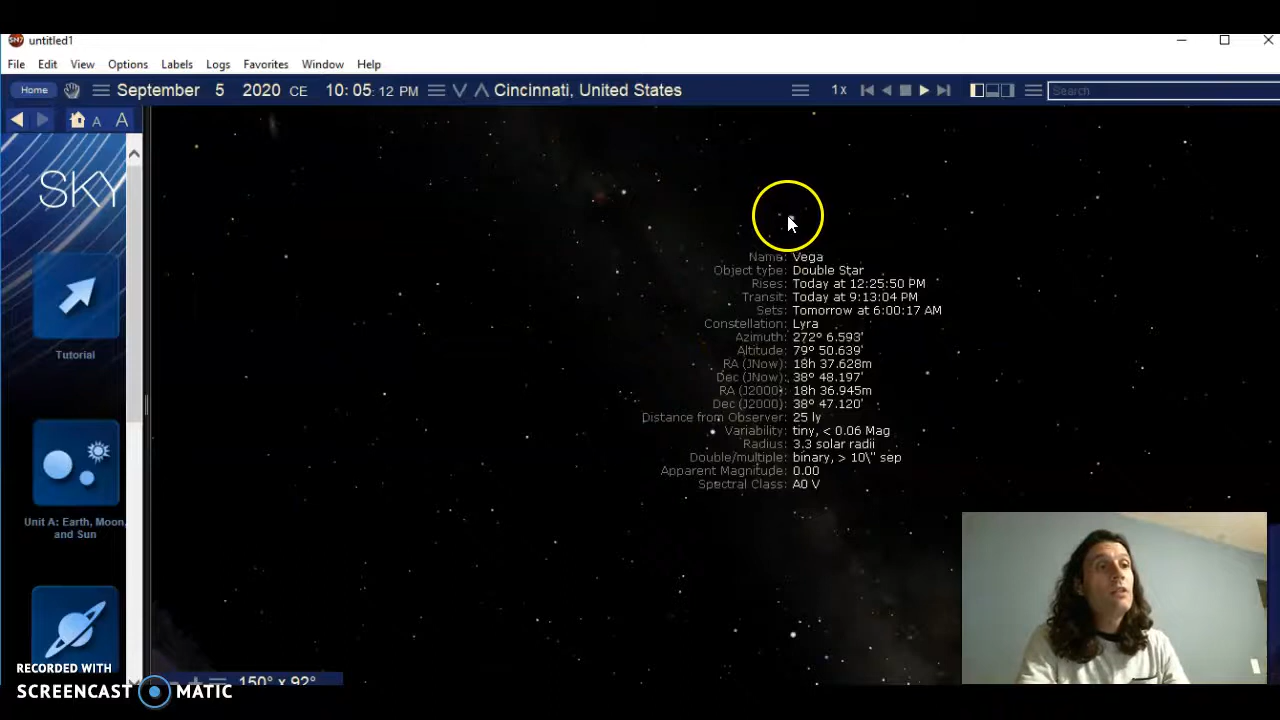 SN7 untitled1
File Edit View Options Labels Logs Favorites Window Help
Home September 5 2020 CE 10:05:12 PM Cincinnati, United States 1x Search
A A
SKY
Name: Vega
Object type: Double Star
Rises: Today at 12:25:50 PM
Transit: Today at 9:13:04 PM
Sets: Tomorrow at 6:00:17 AM
Constellation: Lyra
Azimuth: 272° 6.593'
Altitude: 79° 50.639'
RA (JNow): 18h 37.628m
Dec (JNow): 38° 48.197'
RA (J2000): 18h 36.945m
Dec (J2000): 38° 47.120'
Distance from Observer: 25 ly
Variability: tiny, < 0.06 Mag
Radius: 3.3 solar radii
Double/multiple: binary, > 10\" sep
Apparent Magnitude: 0.00
Spectral Class: A0 V
Tutorial
Unit A: Earth, Moon,
and Sun
150° x 92°
RECORDED WITH
SCREENCAST MATIC